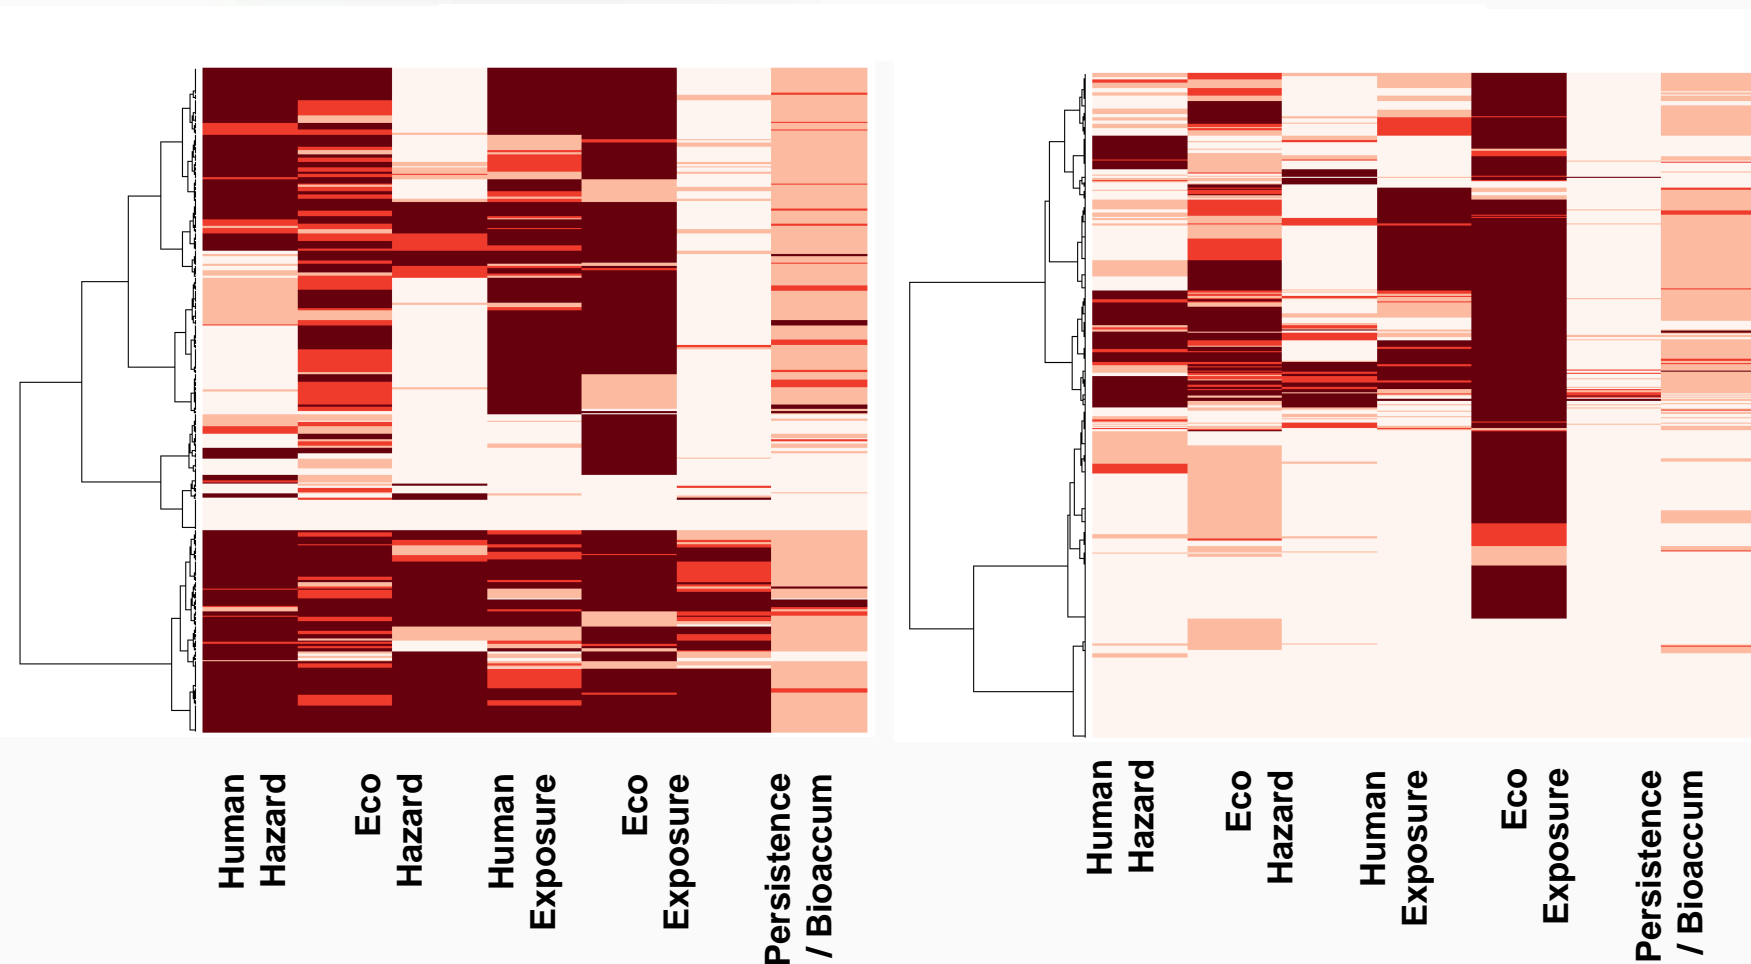 Human
Hazard
Eco
Hazard
Human
Exposure
Eco
Exposure
Persistence
/ Bioaccum
Human
Hazard
Eco
Hazard
Human
Exposure
Eco
Exposure
Persistence
/ Bioaccum